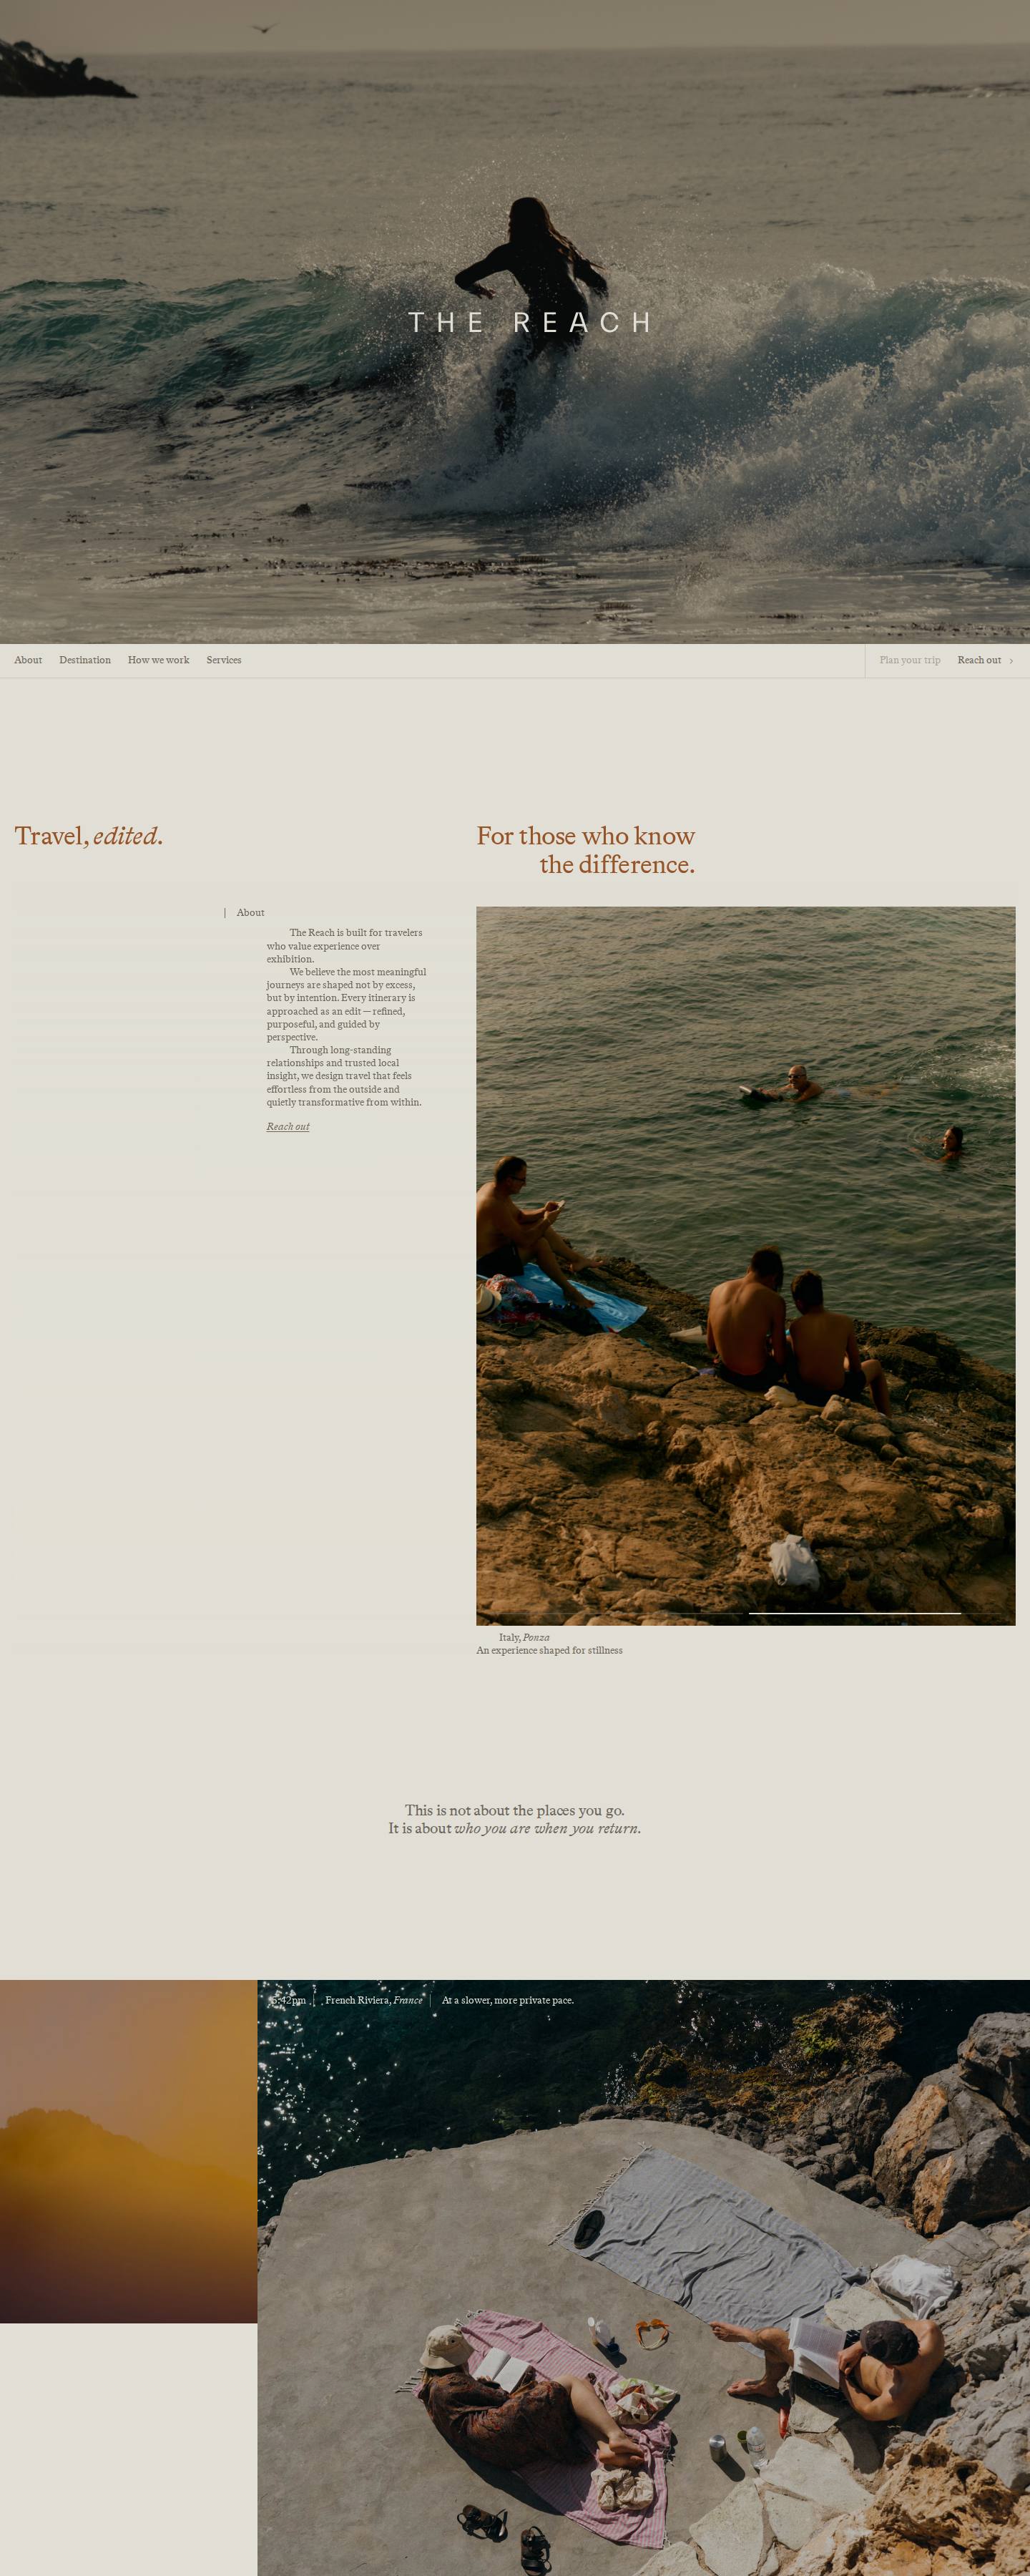 THE REACH
About Destination How we work Services Plan your trip Reach out ›
Travel, edited.
For those who know
the difference.
| About
The Reach is built for travelers
who value experience over
exhibition.
We believe the most meaningful
journeys are shaped not by excess,
but by intention. Every itinerary is
approached as an edit — refined,
purposeful, and guided by
perspective.
Through long-standing
relationships and trusted local
insight, we design travel that feels
effortless from the outside and
quietly transformative from within.
Reach out
Italy, Ponza
An experience shaped for stillness
This is not about the places you go.
It is about who you are when you return.
:42pm | French Riviera, France | At a slower, more private pace.